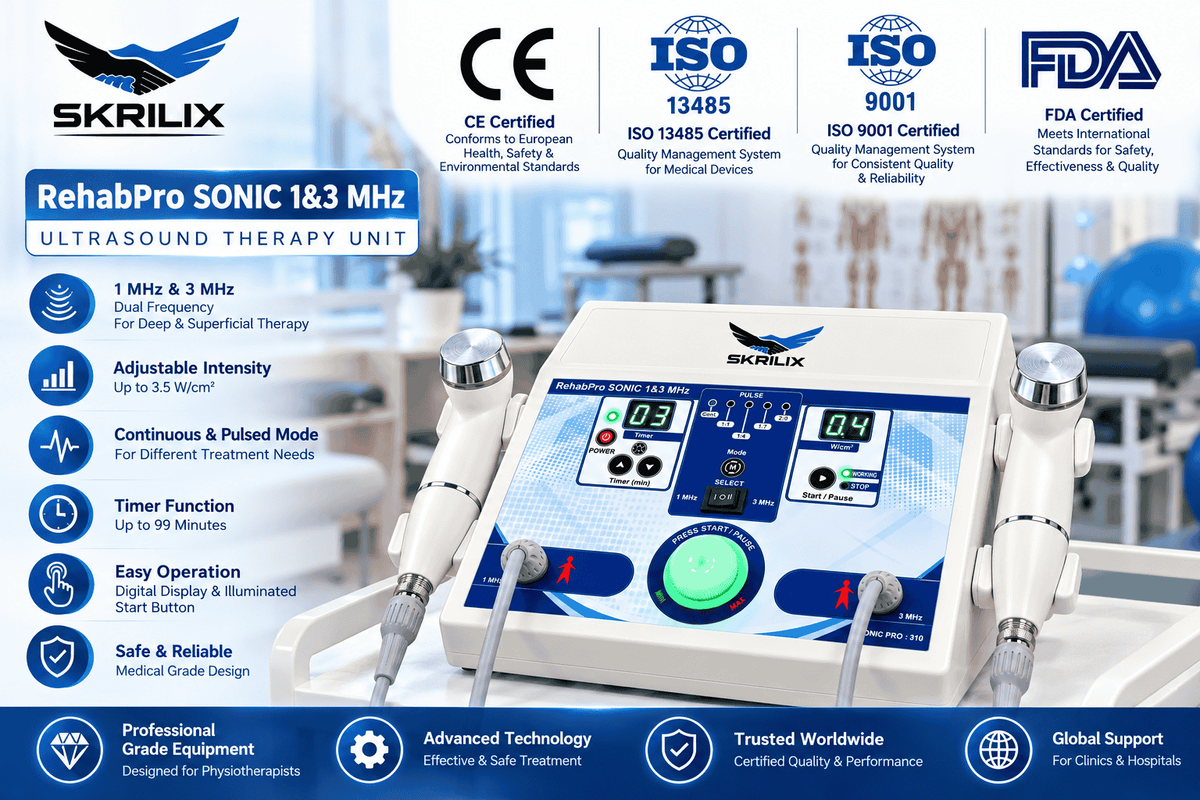 SKRILIX
CE
CE Certified
Conforms to European
Health, Safety &
Environmental Standards
ISO
13485
ISO 13485 Certified
Quality Management System
for Medical Devices
ISO
9001
ISO 9001 Certified
Quality Management System
for Consistent Quality
& Reliability
FDA
FDA Certified
Meets International
Standards for Safety,
Effectiveness & Quality
RehabPro SONIC 1&3 MHz
ULTRASOUND THERAPY UNIT
1 MHz & 3 MHz
Dual Frequency
For Deep & Superficial Therapy
Adjustable Intensity
Up to 3.5 W/cm²
Continuous & Pulsed Mode
For Different Treatment Needs
Timer Function
Up to 99 Minutes
Easy Operation
Digital Display & Illuminated
Start Button
Safe & Reliable
Medical Grade Design
SKRILIX
RehabPro SONIC 1&3 MHz
03
Timer
POWER
Timer (min)
PULSE
Cont.
1:1
1:4
1:7
2:0
Mode
M
SELECT
1 MHz
3 MHz
0.4
W/cm²
WORKING
STOP
Start / Pause
PRESS START / PAUSE
MIN
MAX
1 MHz
3 MHz
SONIC PRO : 310
Professional
Grade Equipment
Designed for Physiotherapists
Advanced Technology
Effective & Safe Treatment
Trusted Worldwide
Certified Quality & Performance
Global Support
For Clinics & Hospitals